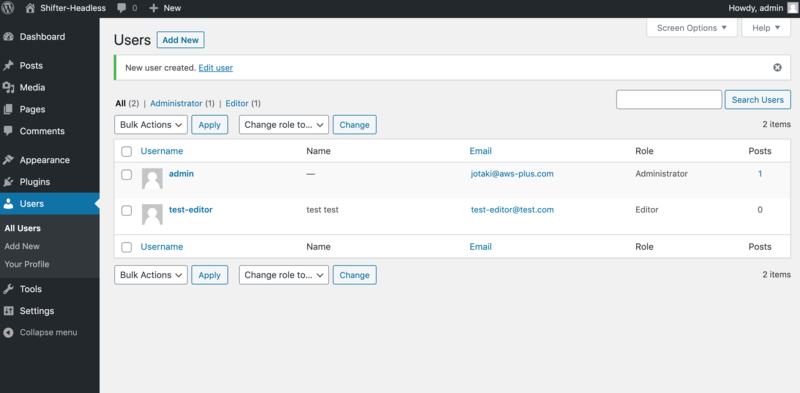 Shifter-Headless 0 + New Howdy, admin
Screen Options ▼ Help ▼
Dashboard
Posts
Media
Pages
Comments
Appearance
Plugins
Users
All Users
Add New
Your Profile
Tools
Settings
Collapse menu
Users Add New
New user created. Edit user
All (2) | Administrator (1) | Editor (1)
Search Users
Bulk Actions Apply Change role to... Change 2 items
Username Name Email Role Posts
admin — jotaki@aws-plus.com Administrator 1
test-editor test test test-editor@test.com Editor 0
Username Name Email Role Posts
Bulk Actions Apply Change role to... Change 2 items